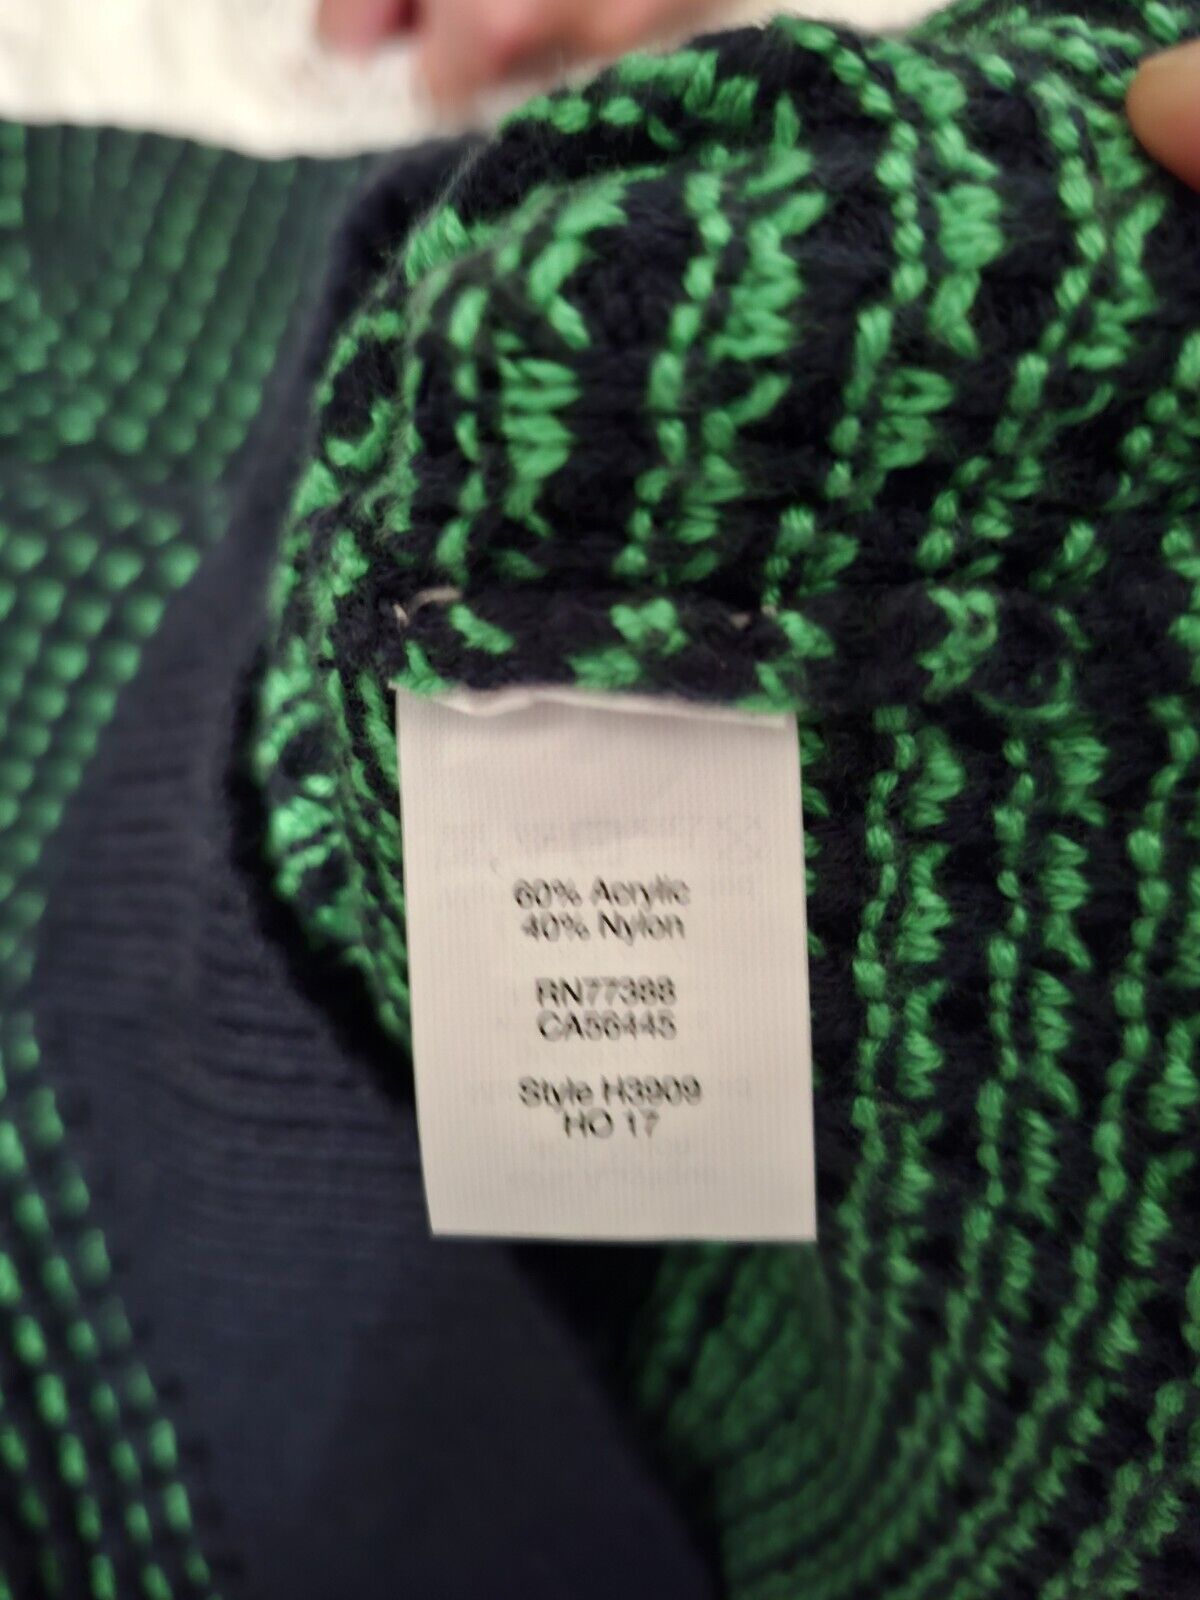 60% Acrylic
40% Nylon
RN77388
CA56445
Style H3909
HO 17